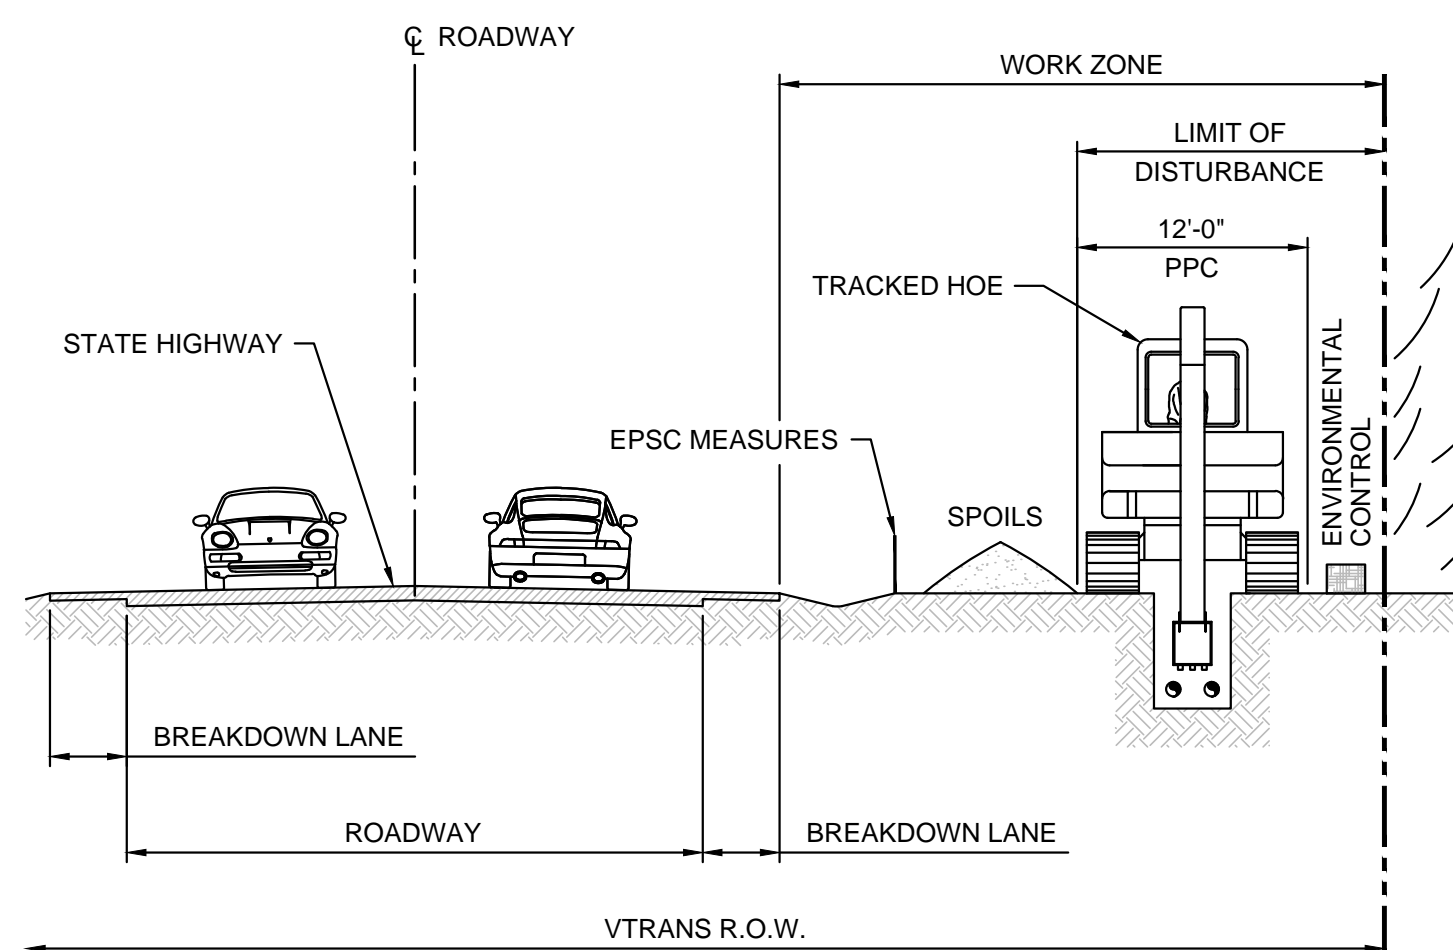 ℄ ROADWAY
WORK ZONE
LIMIT OF
DISTURBANCE
12'-0"
PPC
TRACKED HOE
STATE HIGHWAY
ENVIRONMENTAL
CONTROL
EPSC MEASURES
SPOILS
BREAKDOWN LANE
ROADWAY
BREAKDOWN LANE
VTRANS R.O.W.